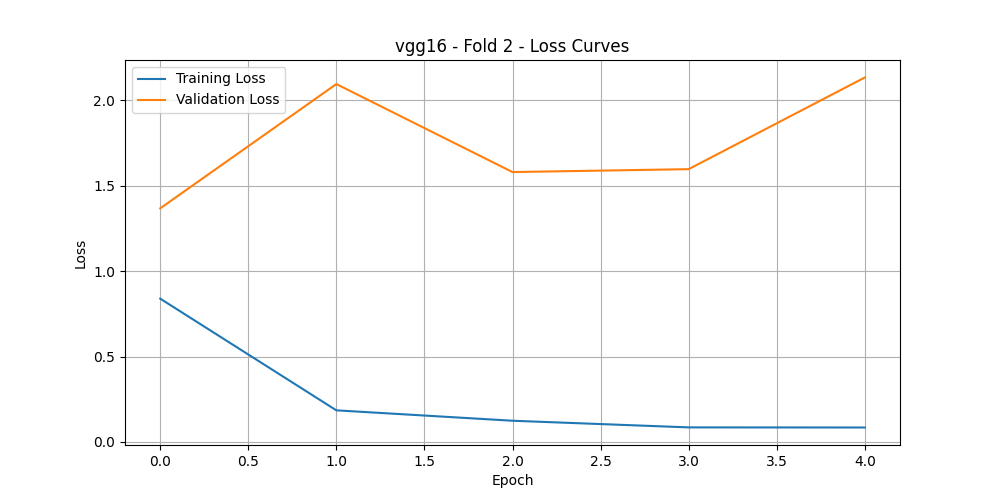 vgg16 - Fold 2 - Loss Curves
Training Loss
Validation Loss
2.0
1.5
1.0
0.5
0.0
Loss
0.0 0.5 1.0 1.5 2.0 2.5 3.0 3.5 4.0
Epoch